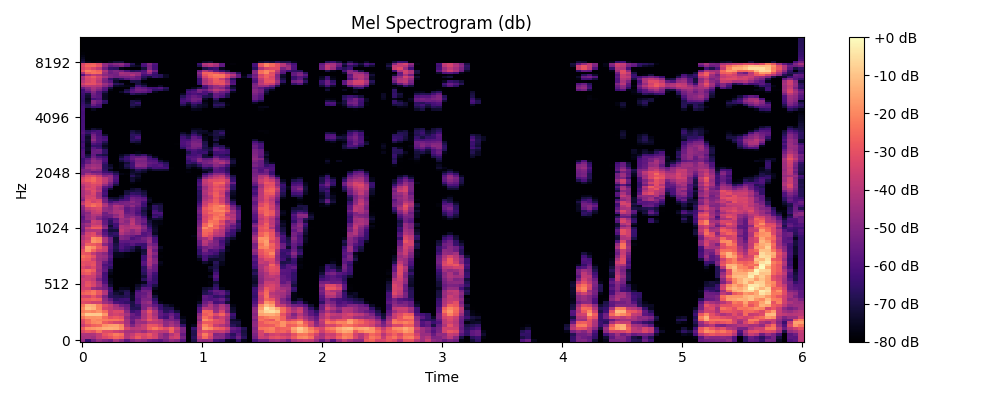 Mel Spectrogram (db)
Hz
8192
4096
2048
1024
512
0
0 1 2 3 4 5 6
Time
+0 dB
-10 dB
-20 dB
-30 dB
-40 dB
-50 dB
-60 dB
-70 dB
-80 dB